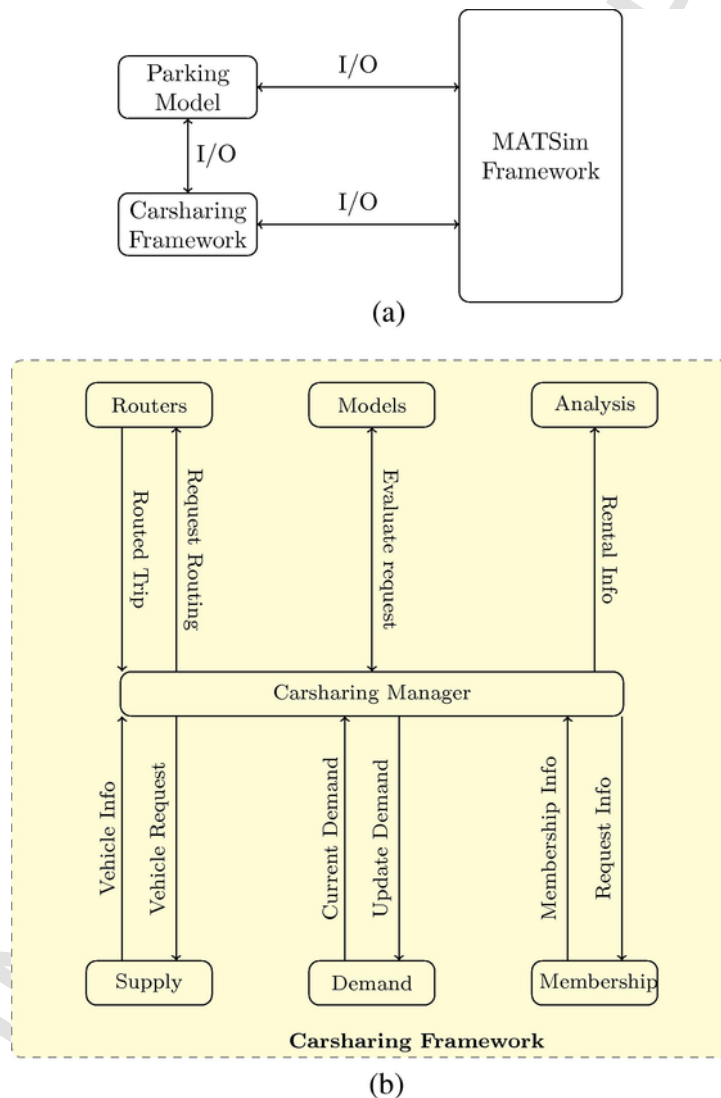 Parking
Model
I/O
I/O
MATSim
Framework
Carsharing
Framework
I/O
(a)
Routers
Models
Analysis
Routed Trip
Request Routing
Evaluate request
Rental Info
Carsharing Manager
Vehicle Info
Vehicle Request
Current Demand
Update Demand
Membership Info
Request Info
Supply
Demand
Membership
Carsharing Framework
(b)